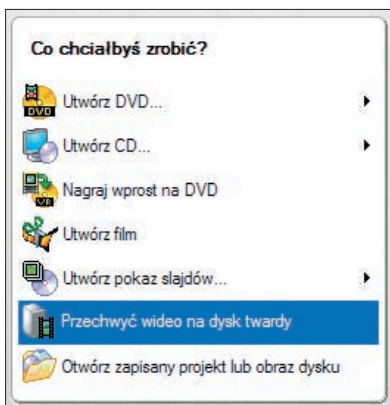 Co chciałbyś zrobić?
Utwórz DVD...
Utwórz CD...
Nagraj wprost na DVD
Utwórz film
Utwórz pokaz slajdów...
Przechwyć wideo na dysk twardy
Otwórz zapisany projekt lub obraz dysku